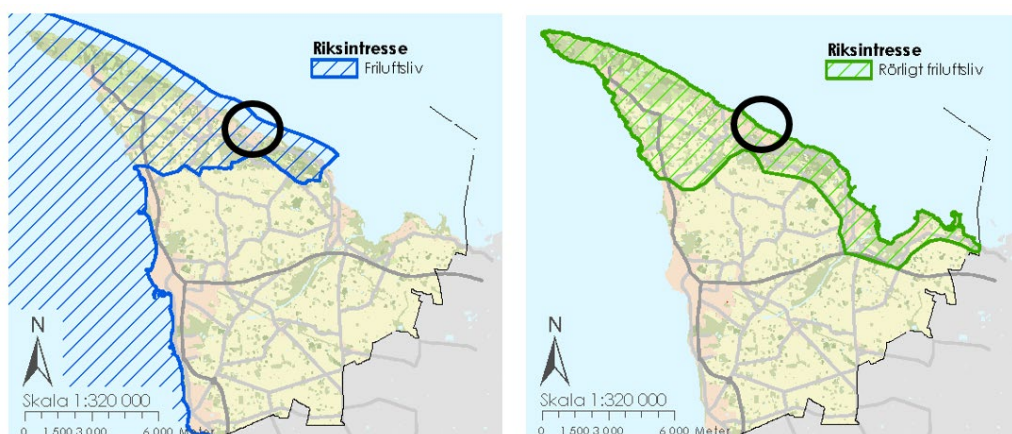 Riksintresse
Friluftsliv
N
Skala 1:320 000
0 1 500 3 000 6 000 Meter
Riksintresse
Rörligt friluftsliv
N
Skala 1:320 000
0 1 500 3 000 6 000 Meter